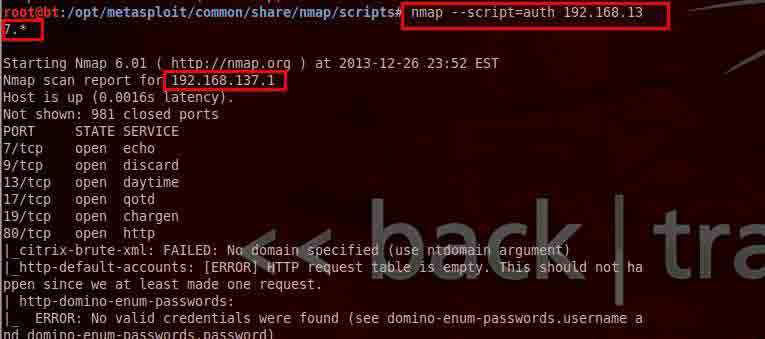 root@bt:/opt/metasploit/common/share/nmap/scripts# nmap --script=auth 192.168.13
7.*
Starting Nmap 6.01 ( http://nmap.org ) at 2013-12-26 23:52 EST
Nmap scan report for 192.168.137.1
Host is up (0.0016s latency).
Not shown: 981 closed ports
PORT     STATE SERVICE
7/tcp    open  echo
9/tcp    open  discard
13/tcp   open  daytime
17/tcp   open  qotd
19/tcp   open  chargen
80/tcp   open  http
|_citrix-brute-xml: FAILED: No domain specified (use ntdomain argument)
|_http-default-accounts: [ERROR] HTTP request table is empty. This should not ha
ppen since we at least made one request.
| http-domino-enum-passwords:
|_  ERROR: No valid credentials were found (see domino-enum-passwords.username a
nd domino-enum-passwords.password)
<< back | tra